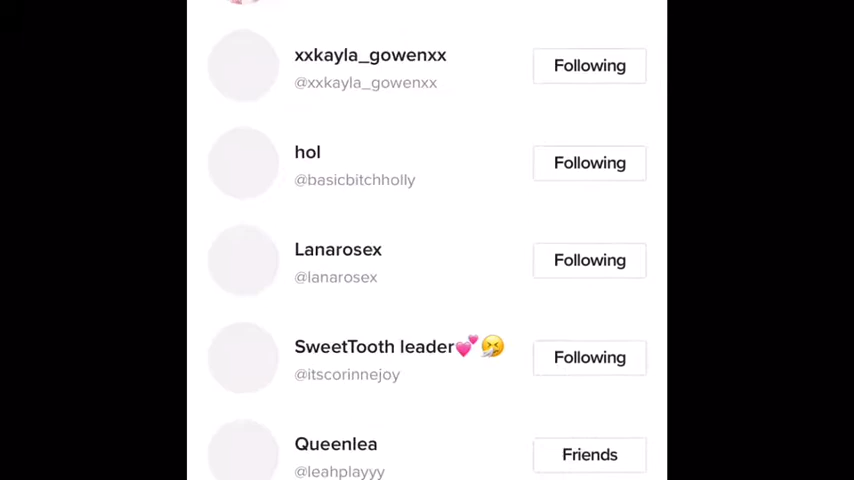 xxkayla_gowenxx
@xxkayla_gowenxx
Following
hol
@basicbitchholly
Following
Lanarosex
@lanarosex
Following
SweetTooth leader💕🤧
@itscorinnejoy
Following
Queenlea
@leahplayyy
Friends